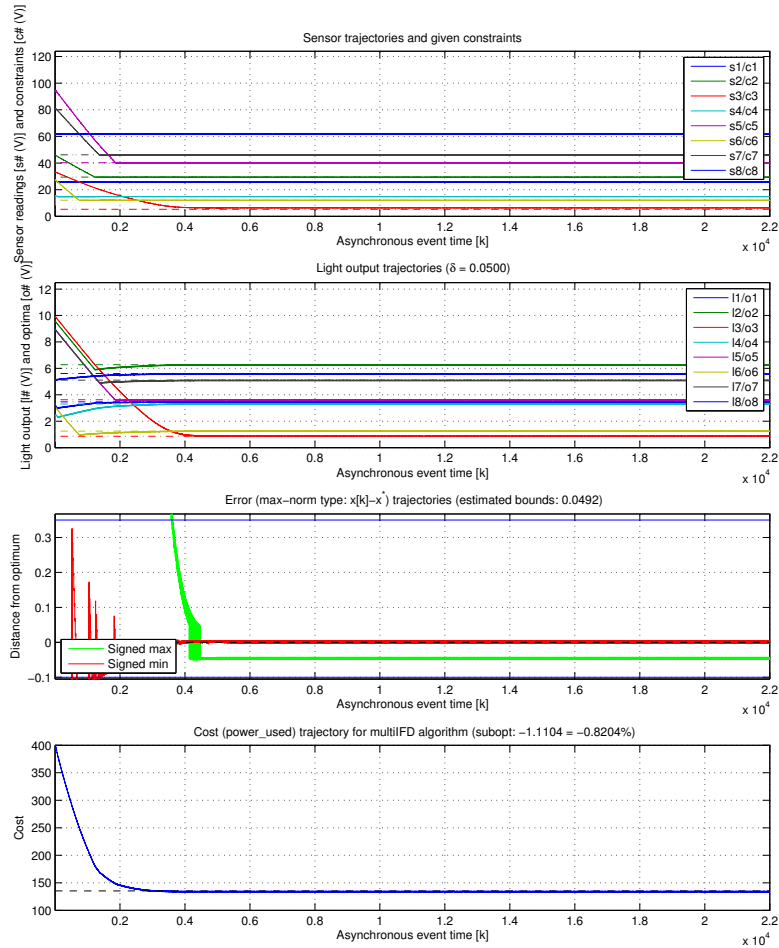 Sensor trajectories and given constraints
Sensor readings [s# (V)] and constraints [c# (V)]
120
100
80
60
40
20
0
s1/c1
s2/c2
s3/c3
s4/c4
s5/c5
s6/c6
s7/c7
s8/c8
0.2 0.4 0.6 0.8 1 1.2 1.4 1.6 1.8 2 2.2
x 10⁴
Asynchronous event time [k]
Light output trajectories (δ = 0.0500)
Light output [l# (V)] and optima [o# (V)]
12
10
8
6
4
2
0
l1/o1
l2/o2
l3/o3
l4/o4
l5/o5
l6/o6
l7/o7
l8/o8
0.2 0.4 0.6 0.8 1 1.2 1.4 1.6 1.8 2 2.2
x 10⁴
Asynchronous event time [k]
Error (max−norm type: x[k]−x*) trajectories (estimated bounds: 0.0492)
Distance from optimum
0.3
0.2
0.1
0
−0.1
Signed max
Signed min
0.2 0.4 0.6 0.8 1 1.2 1.4 1.6 1.8 2 2.2
x 10⁴
Asynchronous event time [k]
Cost (power_used) trajectory for multiIFD algorithm (subopt: −1.1104 = −0.8204%)
Cost
400
350
300
250
200
150
100
0.2 0.4 0.6 0.8 1 1.2 1.4 1.6 1.8 2 2.2
x 10⁴
Asynchronous event time [k]